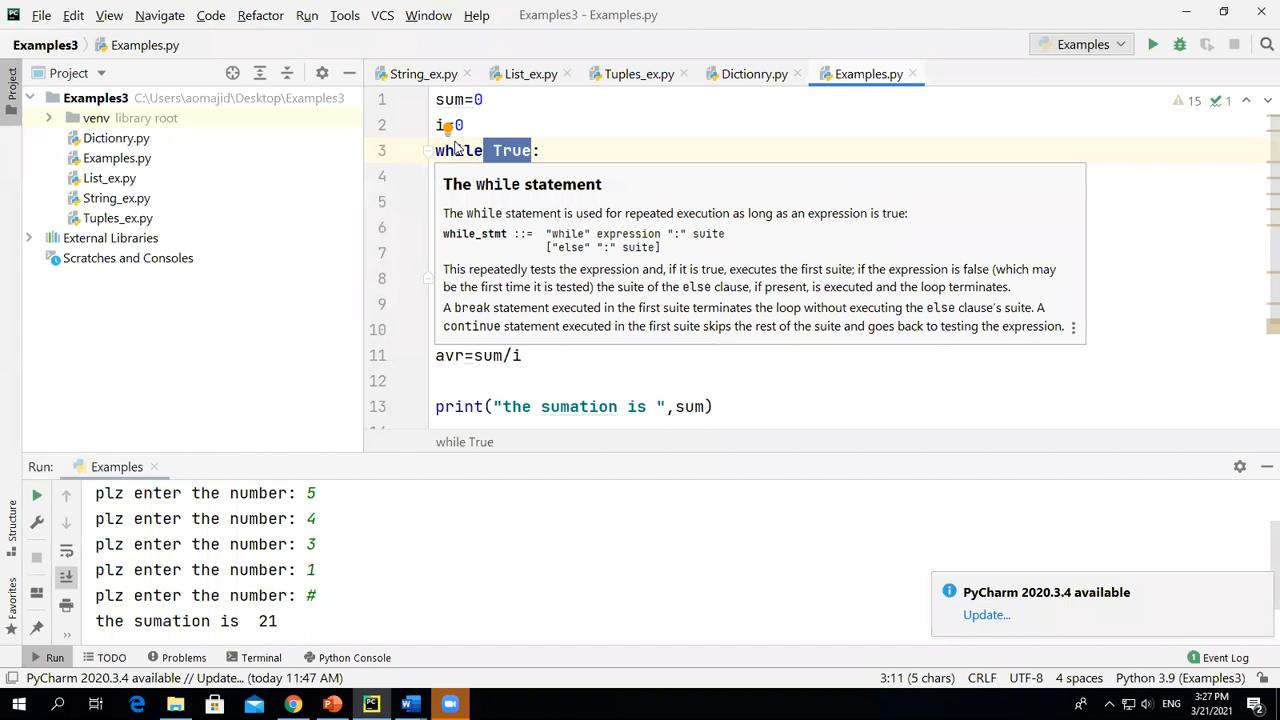 File Edit View Navigate Code Refactor Run Tools VCS Window Help Examples3 - Examples.py
Examples3 Examples.py Examples
Project String_ex.py List_ex.py Tuples_ex.py Dictionry.py Examples.py
Project
Examples3 C:\Users\aomajid\Desktop\Examples3
venv library root
Dictionry.py
Examples.py
List_ex.py
String_ex.py
Tuples_ex.py
External Libraries
Scratches and Consoles
15 1
1 sum=0
2 i=0
3 while True:
4
5
6
7
8
9
10
The while statement
The while statement is used for repeated execution as long as an expression is true:
while_stmt ::= "while" expression ":" suite
["else" ":" suite]
This repeatedly tests the expression and, if it is true, executes the first suite; if the expression is false (which may
be the first time it is tested) the suite of the else clause, if present, is executed and the loop terminates.
A break statement executed in the first suite terminates the loop without executing the else clause's suite. A
continue statement executed in the first suite skips the rest of the suite and goes back to testing the expression.
11 avr=sum/i
12
13 print("the sumation is ",sum)
while True
Run: Examples
plz enter the number: 5
plz enter the number: 4
plz enter the number: 3
plz enter the number: 1
plz enter the number: #
the sumation is  21
PyCharm 2020.3.4 available
Update...
Structure
Favorites
Run TODO Problems Terminal Python Console 1 Event Log
PyCharm 2020.3.4 available // Update... (today 11:47 AM) 3:11 (5 chars) CRLF UTF-8 4 spaces Python 3.9 (Examples3)
ENG 3:27 PM
3/21/2021 2